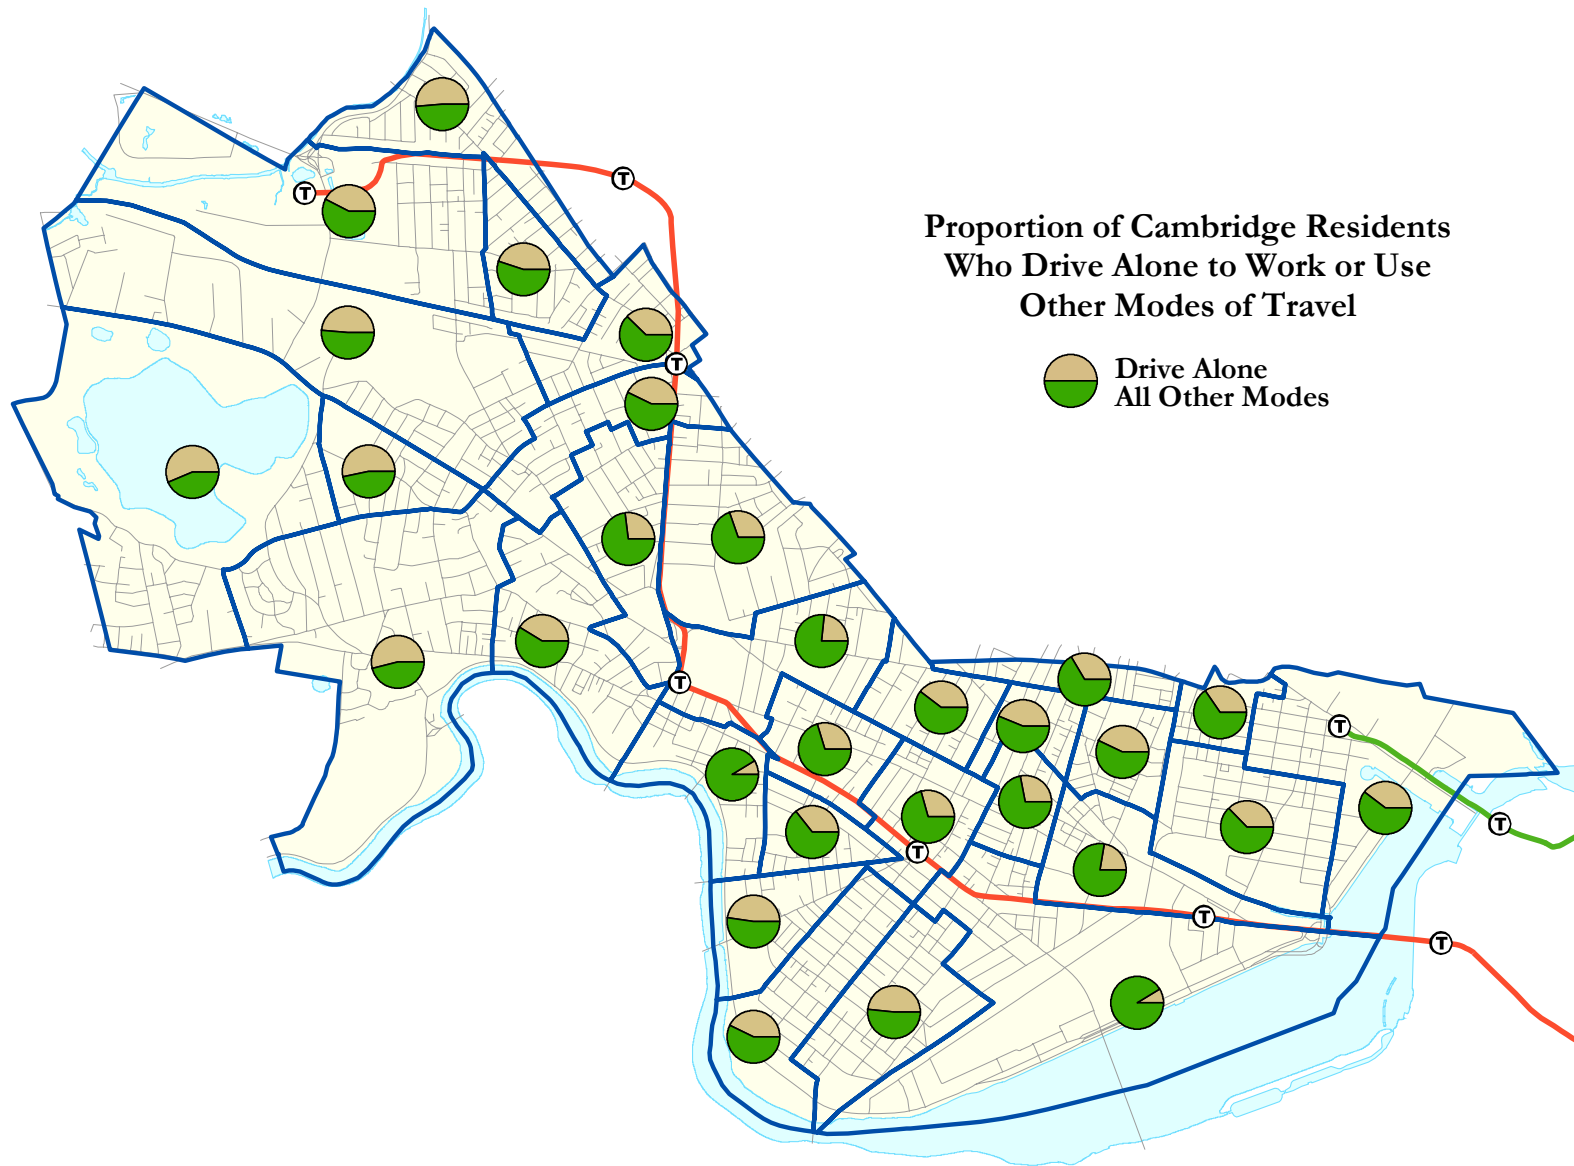 Proportion of Cambridge Residents
Who Drive Alone to Work or Use
Other Modes of Travel
Drive Alone
All Other Modes
T
T
T
T
T
T
T
T
T